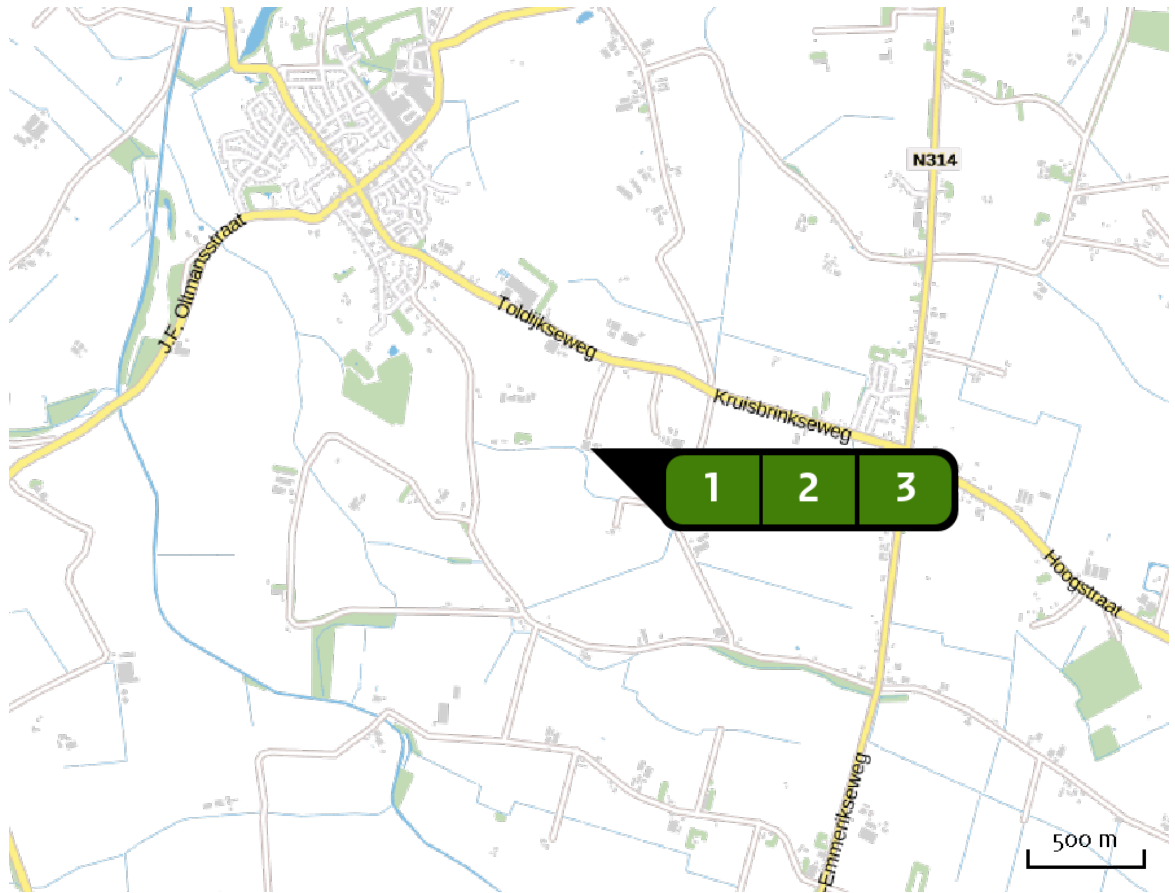 N314
J.F. Oltmansstraat
Toldijkseweg
Kruisbrinkseweg
1 2 3
Hoogstraat
Emmerikseweg
500 m